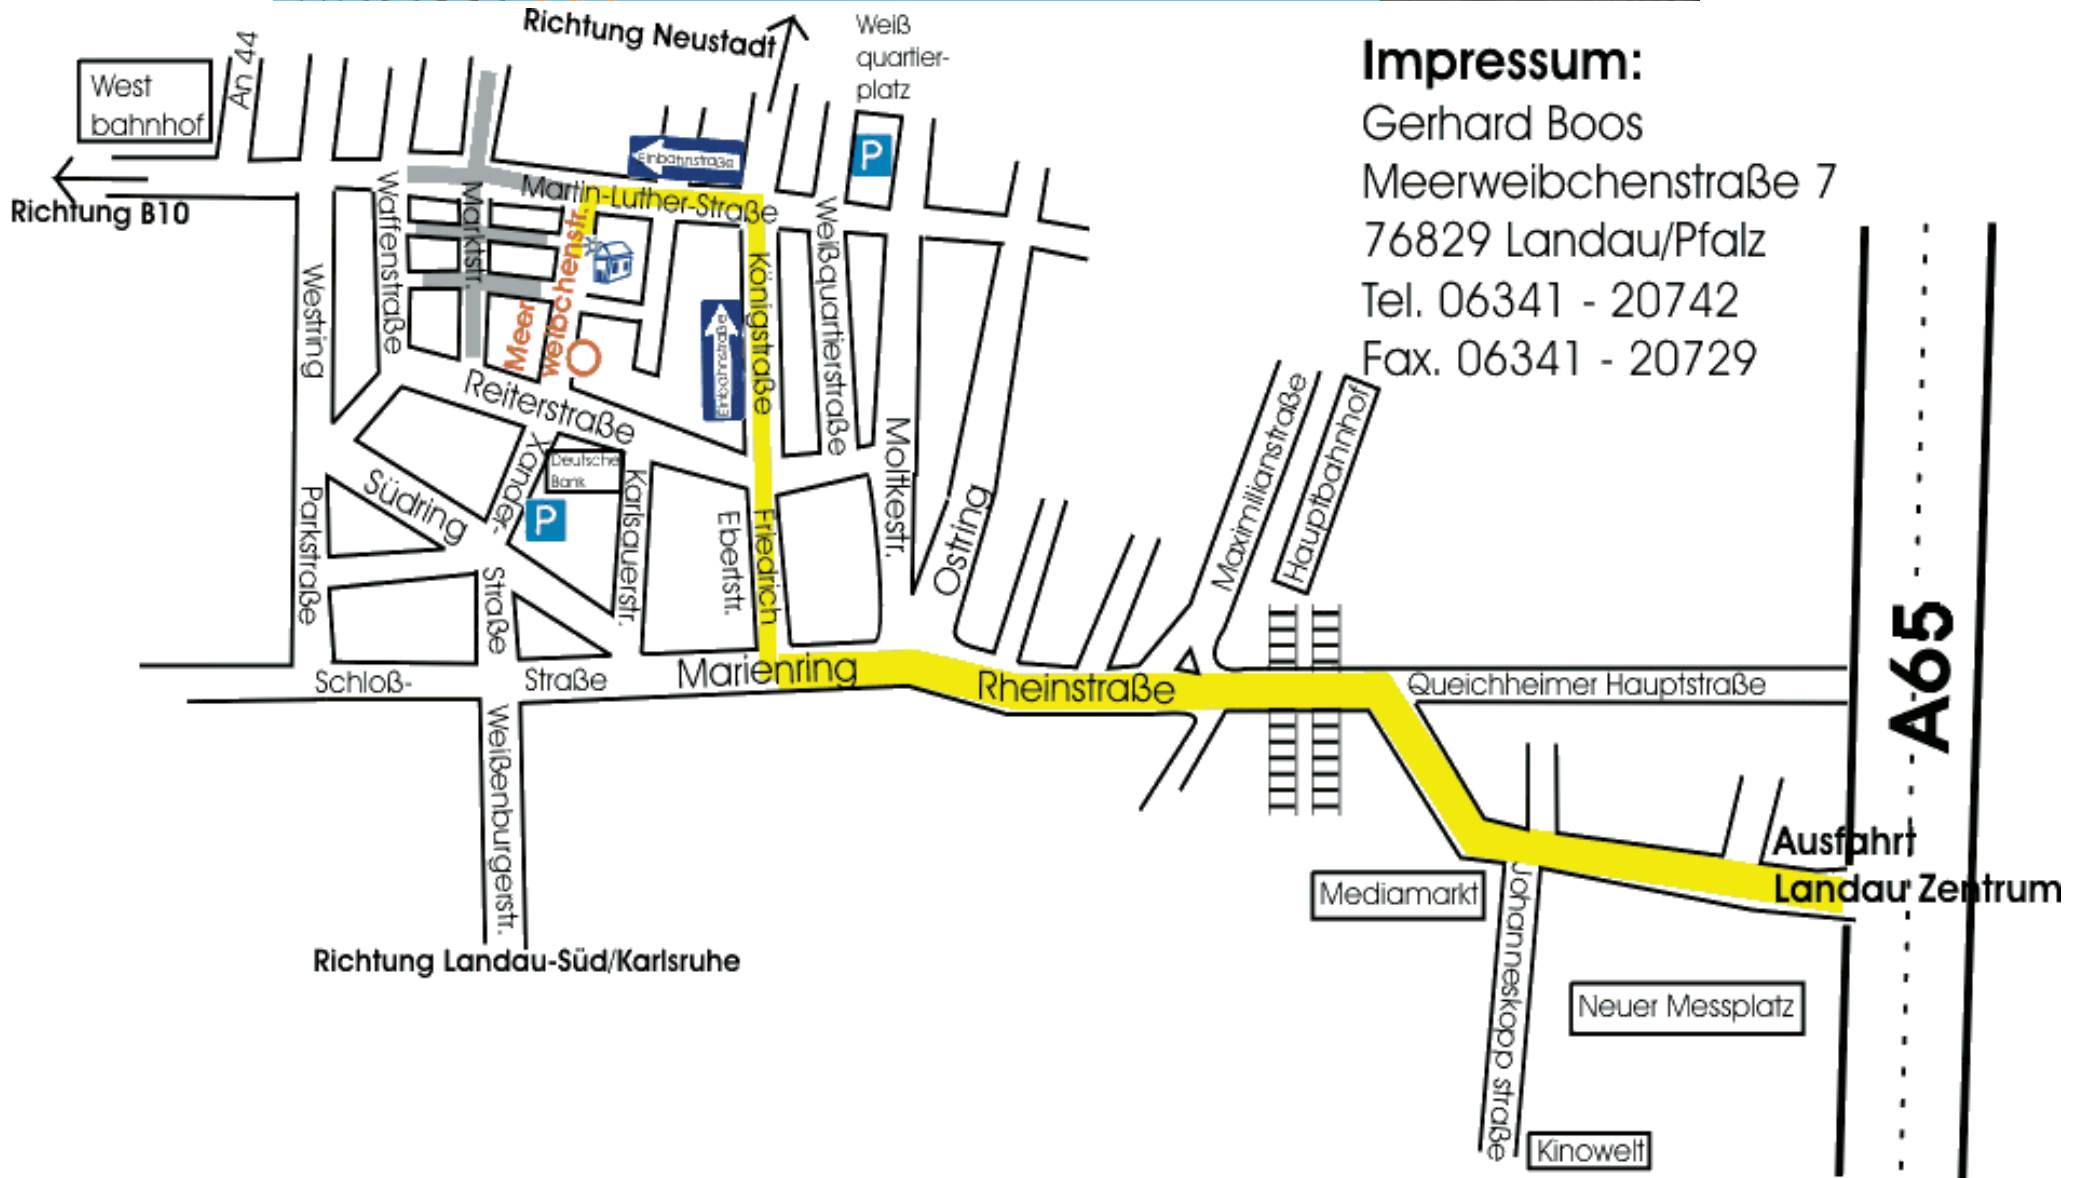 Richtung Neustadt
Weiß
quartier-
platz
Impressum:
Gerhard Boos
Meerweibchenstraße 7
76829 Landau/Pfalz
Tel. 06341 - 20742
Fax. 06341 - 20729
West
bahnhof
An 44
P
Einbahnstraße
Richtung B10
Martin-Luther-Straße
Waffenstraße
Marktstr.
Meer
weibchenstr.
Westring
Königstraße
Einbahnstraße
Weißquartierstraße
Reiterstraße
Moltkestr.
Ostring
Maximilianstraße
Hauptbahnhof
Südring
Xander-
Straße
Deutsche
Bank
P
Karlsauerstr.
Parkstraße
Friedrich
Ebertstr.
Schloß-
Straße
Marienring
Rheinstraße
Queichheimer Hauptstraße
A65
Weißenburgerstr.
Ausfahrt
Landau Zentrum
Mediamarkt
Johanneskopp straße
Richtung Landau-Süd/Karlsruhe
Neuer Messplatz
Kinowelt